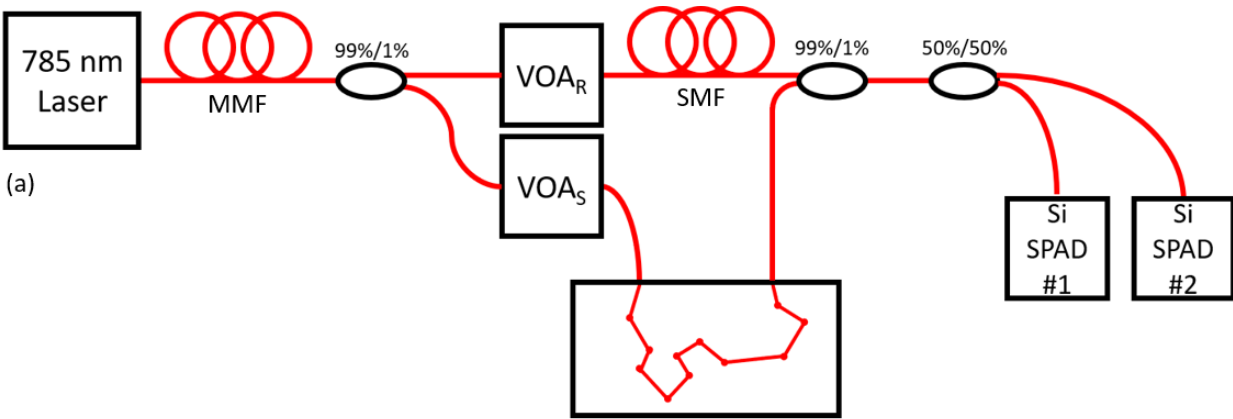 785 nm
Laser
MMF
99%/1%
VOA_R
SMF
99%/1%
50%/50%
VOA_S
(a)
Si
SPAD
#1
Si
SPAD
#2